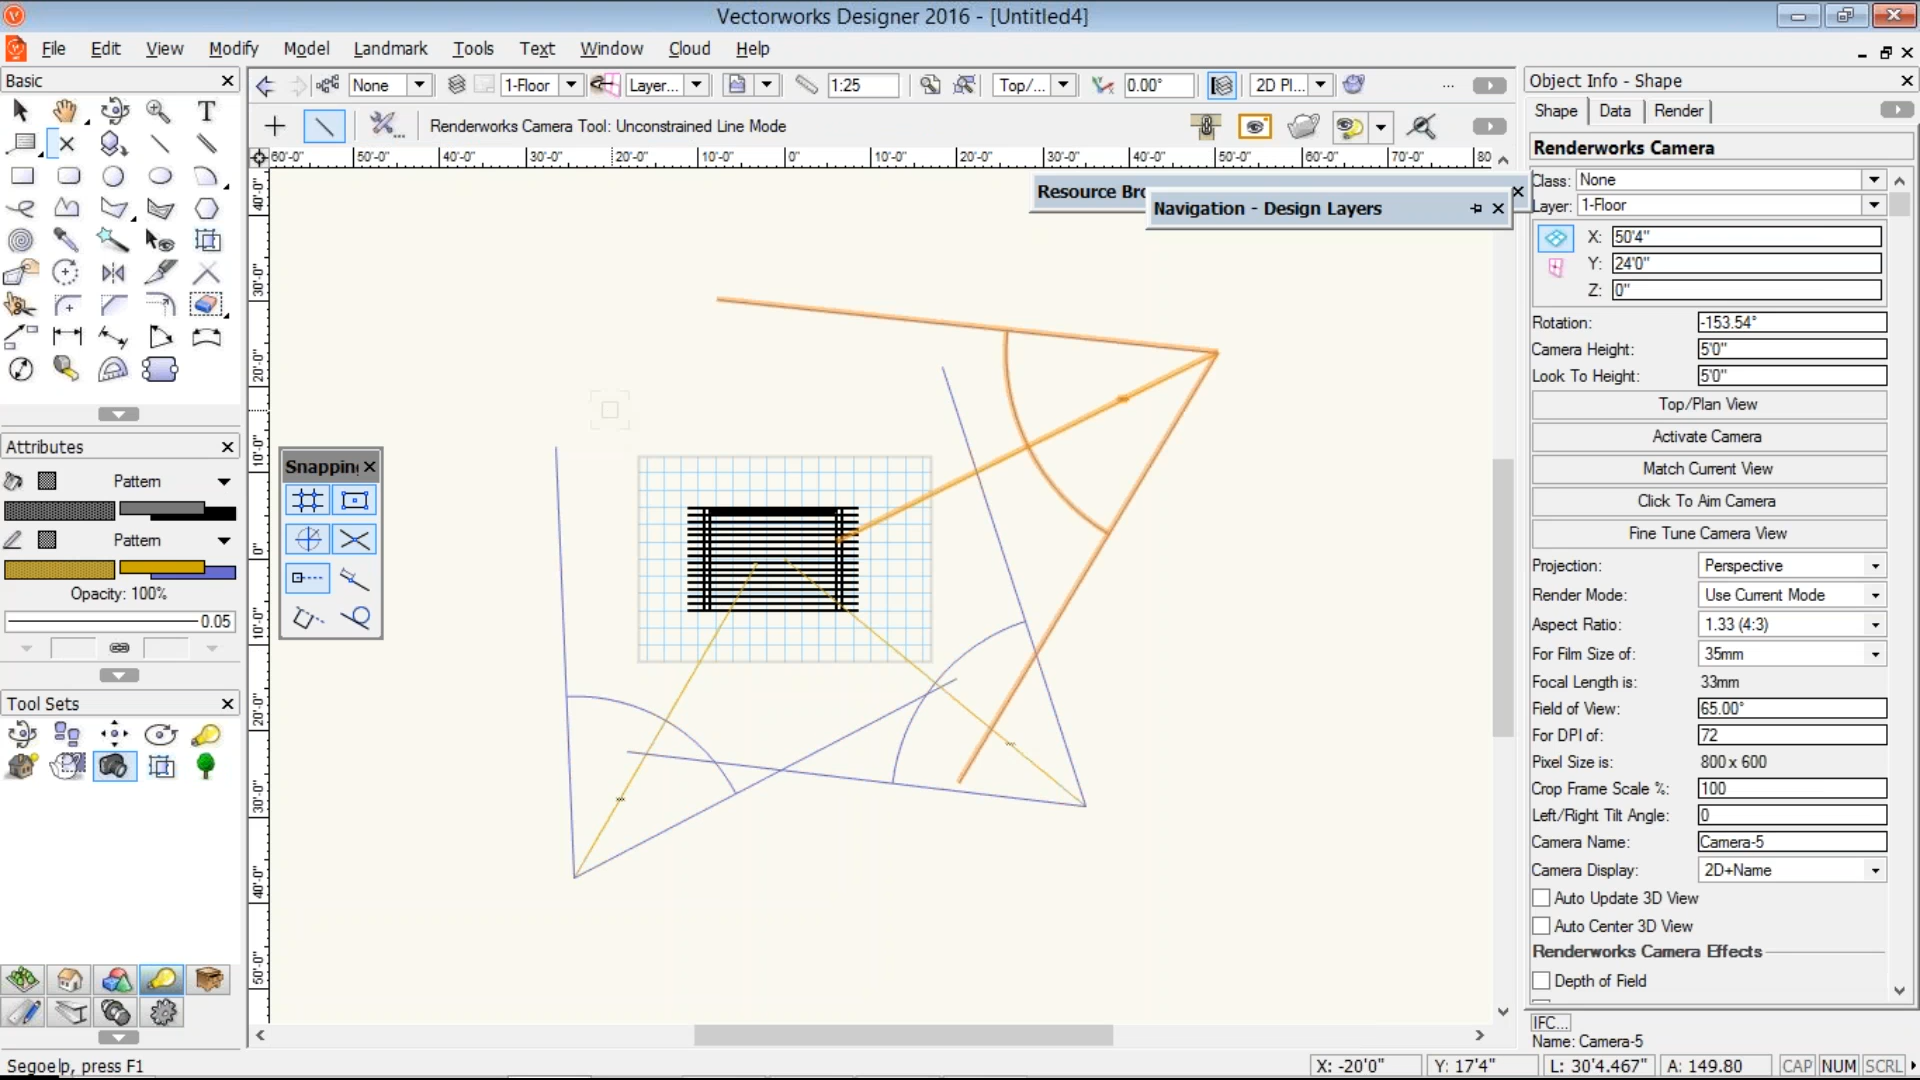 Vectorworks Designer 2016 - [Untitled4]
File Edit View Modify Model Landmark Tools Text Window Cloud Help
Basic
None
1-Floor
Layer...
1:25
Top/...
0.00°
2D Pl...
...
Renderworks Camera Tool: Unconstrained Line Mode
60'-0" 50'-0" 40'-0" 30'-0" 20'-0" 10'-0" 0" 10'-0" 20'-0" 30'-0" 40'-0" 50'-0" 60'-0" 70'-0" 80
40'-0"
30'-0"
20'-0"
10'-0"
0"
10'-0"
20'-0"
30'-0"
40'-0"
50'-0"
Resource Bro
Navigation - Design Layers
Snapping
Attributes
Pattern
Pattern
Opacity: 100%
0.05
Tool Sets
Object Info - Shape
Shape Data Render
Renderworks Camera
Class: None
Layer: 1-Floor
X: 50'4"
Y: 24'0"
Z: 0"
Rotation: -153.54°
Camera Height: 5'0"
Look To Height: 5'0"
Top/Plan View
Activate Camera
Match Current View
Click To Aim Camera
Fine Tune Camera View
Projection: Perspective
Render Mode: Use Current Mode
Aspect Ratio: 1.33 (4:3)
For Film Size of: 35mm
Focal Length is: 33mm
Field of View: 65.00°
For DPI of: 72
Pixel Size is: 800 x 600
Crop Frame Scale %: 100
Left/Right Tilt Angle: 0
Camera Name: Camera-5
Camera Display: 2D+Name
Auto Update 3D View
Auto Center 3D View
Renderworks Camera Effects
Depth of Field
IFC...
Name: Camera-5
Segoelp, press F1
X: -20'0" Y: 17'4" L: 30'4.467" A: 149.80 CAP NUM SCRL